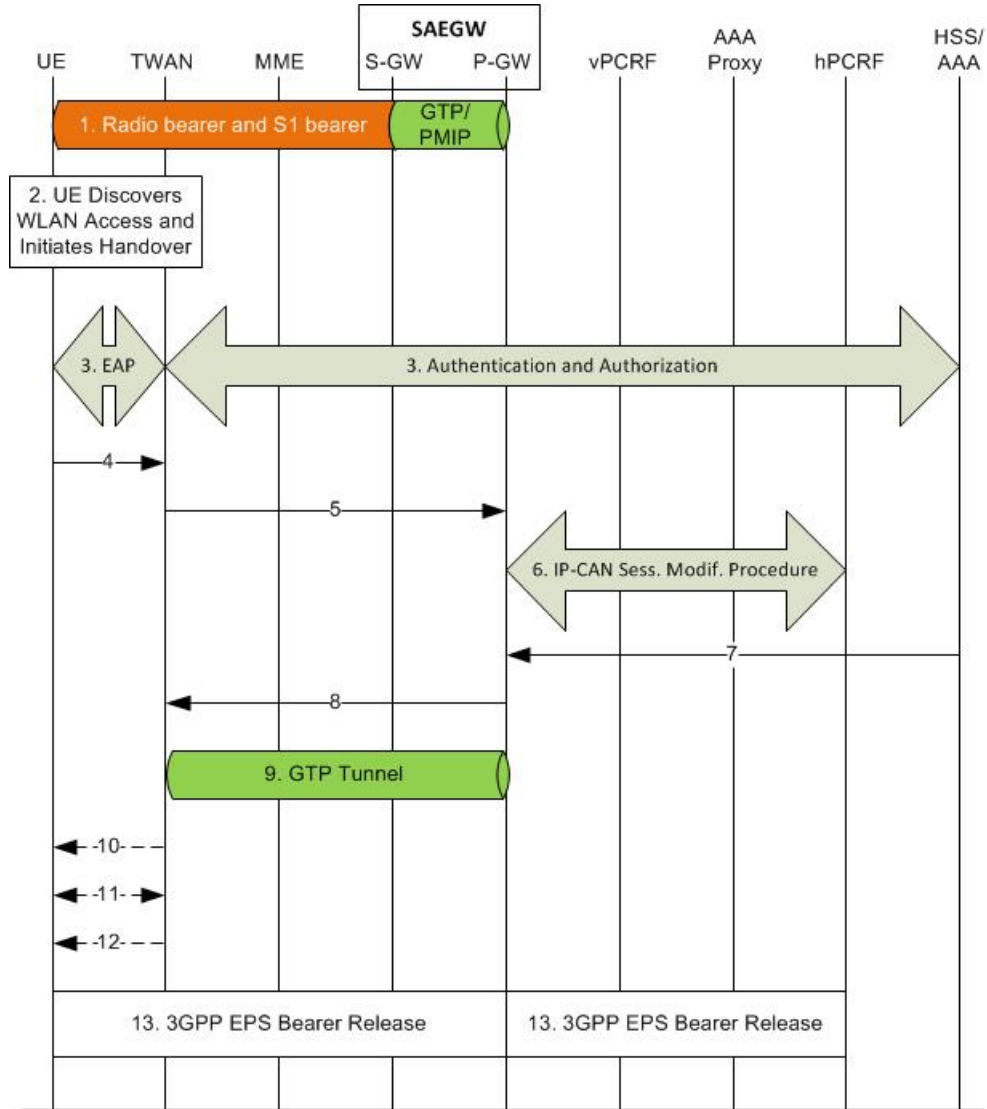 SAEGW
UE
TWAN
MME
S-GW
P-GW
vPCRF
AAA
Proxy
hPCRF
HSS/
AAA
1. Radio bearer and S1 bearer
GTP/
PMIP
2. UE Discovers
WLAN Access and
Initiates Handover
3. EAP
3. Authentication and Authorization
4
5
6. IP-CAN Sess. Modif. Procedure
7
8
9. GTP Tunnel
10
11
12
13. 3GPP EPS Bearer Release
13. 3GPP EPS Bearer Release